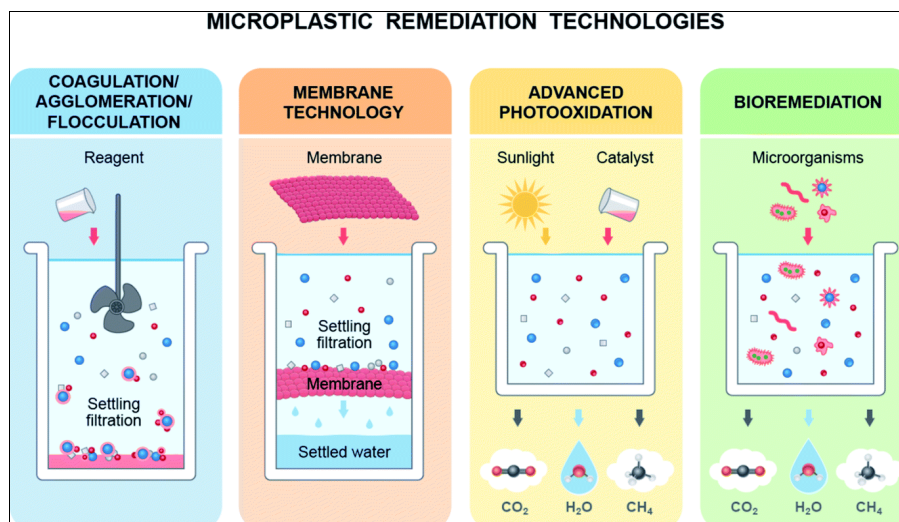 MICROPLASTIC REMEDIATION TECHNOLOGIES
COAGULATION/
AGGLOMERATION/
FLOCCULATION
Reagent
Settling
filtration
MEMBRANE
TECHNOLOGY
Membrane
Settling
filtration
Membrane
Settled water
ADVANCED
PHOTOOXIDATION
Sunlight Catalyst
CO₂ H₂O CH₄
BIOREMEDIATION
Microorganisms
CO₂ H₂O CH₄